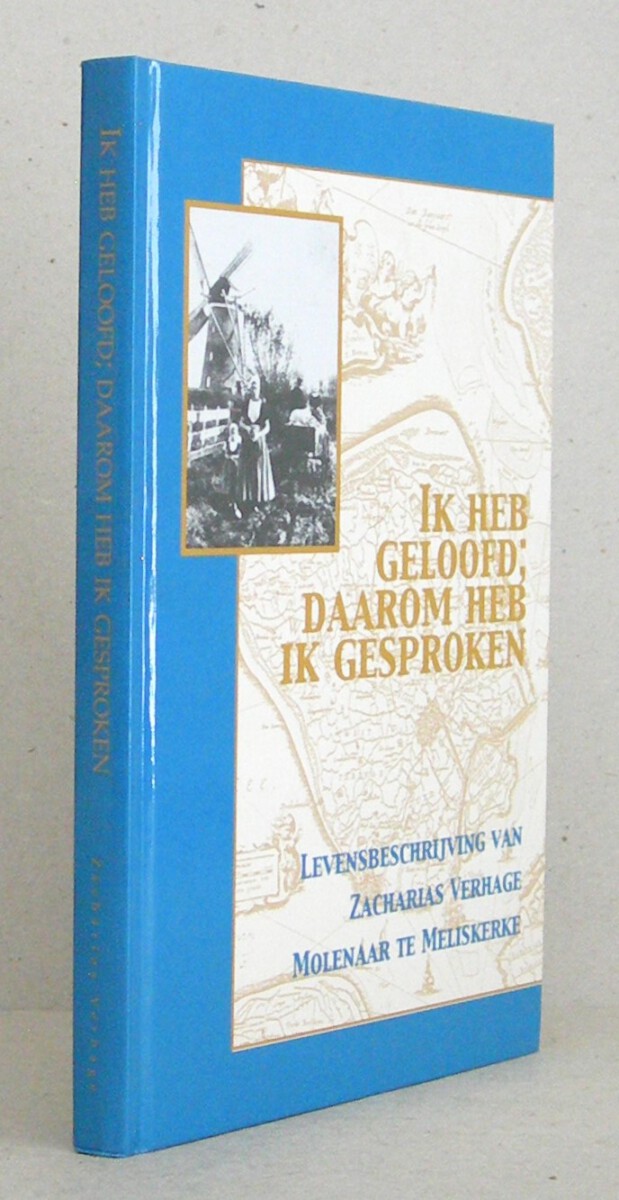 IK HEB GELOOFD; DAAROM HEB IK GESPROKEN
Zacharias Verhage
IK HEB
GELOOFD;
DAAROM HEB
IK GESPROKEN
LEVENSBESCHRIJVING VAN
ZACHARIAS VERHAGE
MOLENAAR TE MELISKERKE